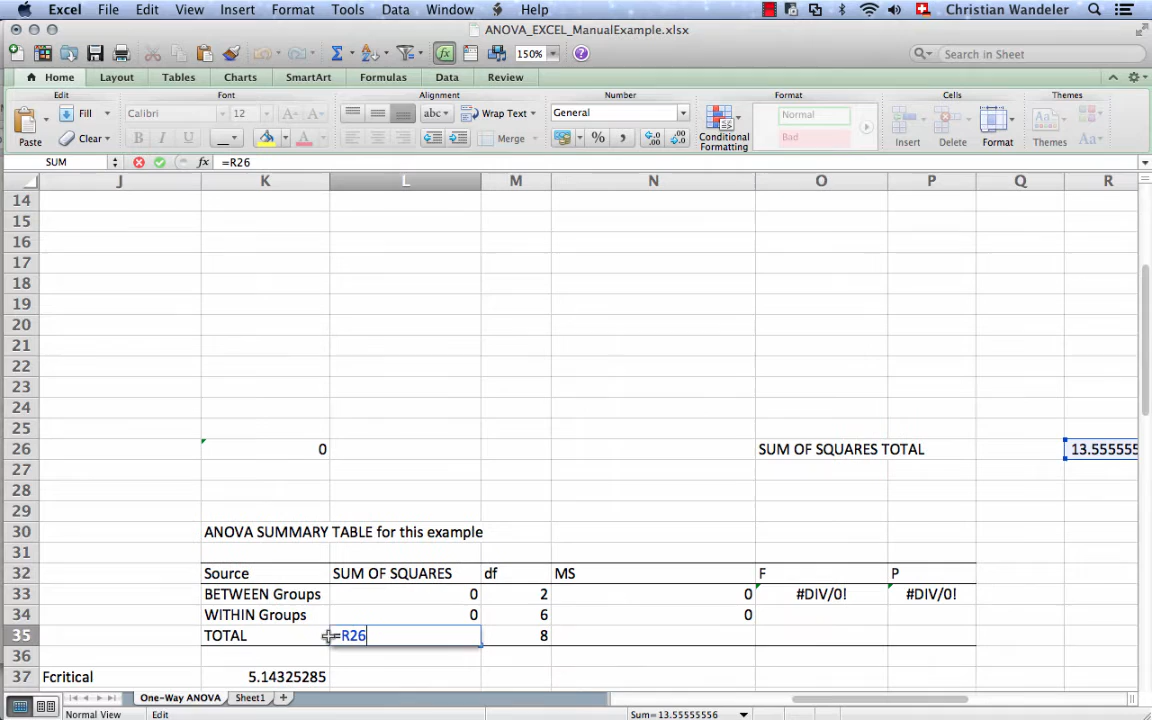 Excel File Edit View Insert Format Tools Data Window Help Christian Wandeler
ANOVA_EXCEL_ManualExample.xlsx
150% Search in Sheet
Home Layout Tables Charts SmartArt Formulas Data Review
Edit Font Alignment Number Format Cells Themes
Fill Calibri 12 A A abc Wrap Text General Normal
Paste Clear B I U A Merge % Conditional Formatting Bad Insert Delete Format Themes Aa
SUM fx =R26
J K L M N O P Q R
14
15
16
17
18
19
20
21
22
23
24
25
26 0 SUM OF SQUARES TOTAL 13.555555
27
28
29
30 ANOVA SUMMARY TABLE for this example
31
32 Source SUM OF SQUARES df MS F P
33 BETWEEN Groups 0 2 0 #DIV/0! #DIV/0!
34 WITHIN Groups 0 6 0
35 TOTAL =R26 8
36
37 Fcritical 5.14325285
One-Way ANOVA Sheet1
Normal View Edit Sum=13.55555556